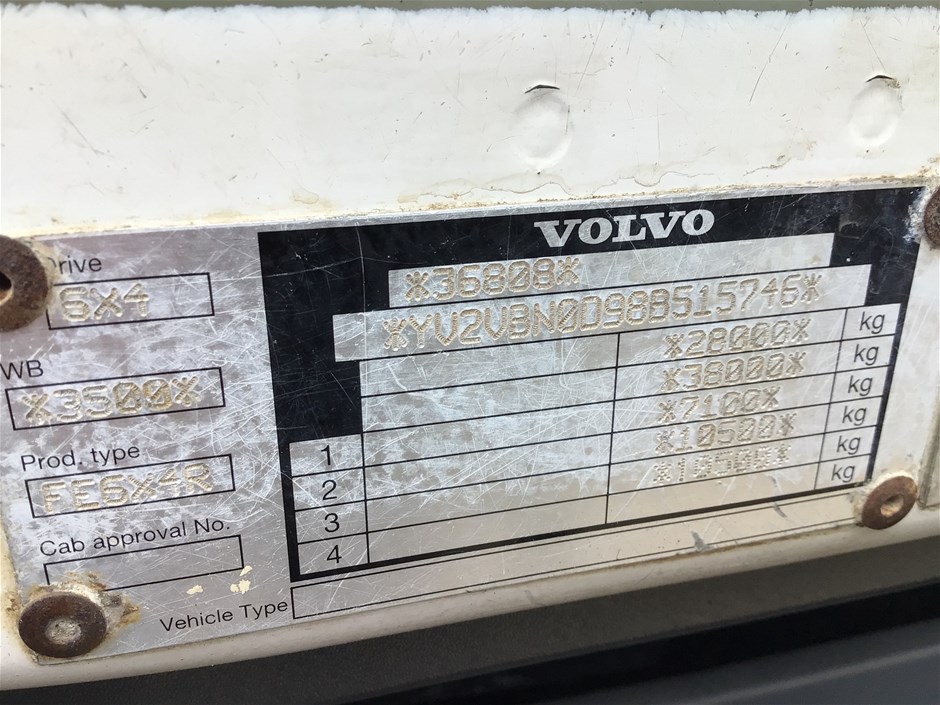 VOLVO
Drive
6X4
*36808*
*YV2VBN0D98B515746*
WB
*3500*
*28000* kg
*38000* kg
Prod. type
FE6X4R
1 *7100* kg
2 *10500* kg
3 *10500* kg
4 kg
Cab approval No.
Vehicle Type